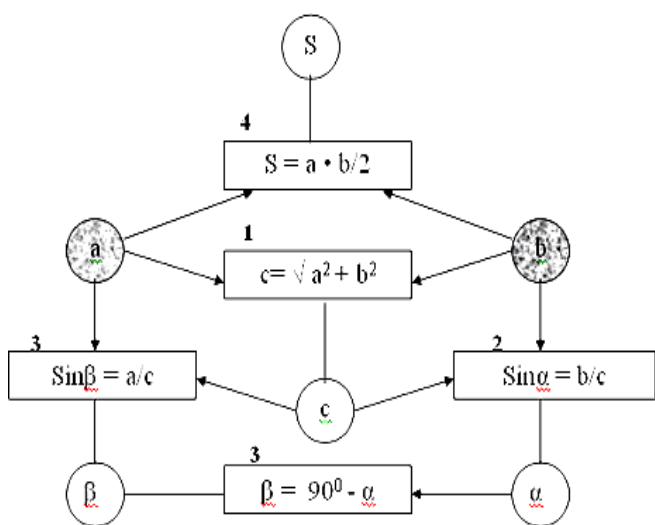 S
4
S = a • b/2
a
1
b
c= √ a² + b²
3
Sinβ = a/c
2
Sinα = b/c
c
3
β
β = 90⁰ - α
α